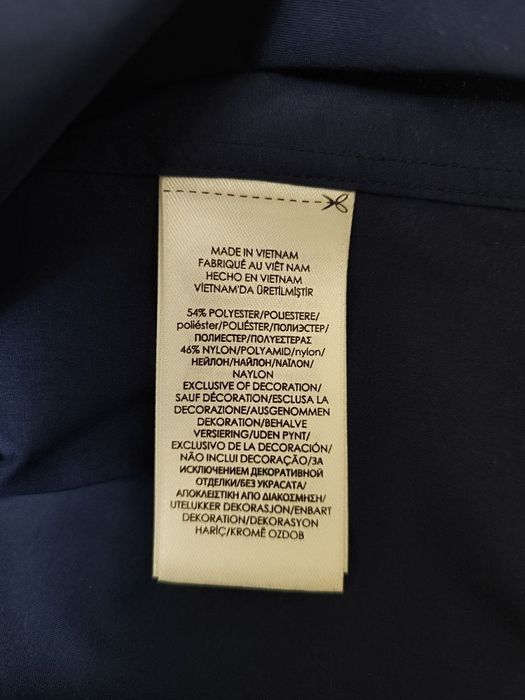 MADE IN VIETNAM
FABRIQUÉ AU VIÊT NAM
HECHO EN VIETNAM
VİETNAM'DA ÜRETİLMİŞTİR
54% POLYESTER/POLIESTERE/
poliéster/POLIÉSTER/ПОЛИЭСТЕР/
ПОЛИЕСТЕР/ΠΟΛΥΕΣΤΕΡΑΣ
46% NYLON/POLYAMID/nylon/
НЕЙЛОН/НАЙЛОН/ΝΑΪΛΟΝ/
NAYLON
EXCLUSIVE OF DECORATION/
SAUF DÉCORATION/ESCLUSA LA
DECORAZIONE/AUSGENOMMEN
DEKORATION/BEHALVE
VERSIERING/UDEN PYNT/
EXCLUSIVO DE LA DECORACIÓN/
NÃO INCLUI DECORAÇÃO/ЗА
ИСКЛЮЧЕНИЕМ ДЕКОРАТИВНОЙ
ОТДЕЛКИ/БЕЗ УКРАСАТА/
ΑΠΟΚΛΕΙΣΤΙΚΗ ΑΠΟ ΔΙΑΚΟΣΜΗΣΗ/
UTELUKKER DEKORASJON/ENBART
DEKORATION/DEKORASYON
HARİÇ/KROMĚ OZDOB